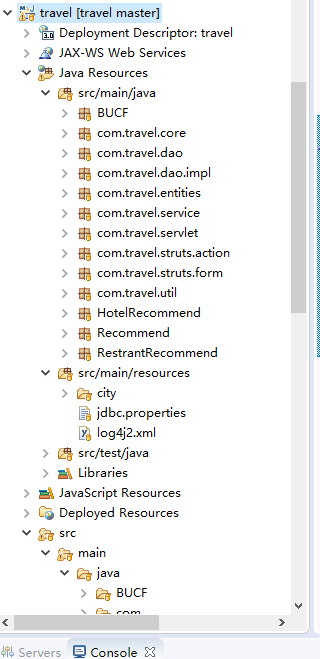 travel [travel master]
Deployment Descriptor: travel
JAX-WS Web Services
Java Resources
src/main/java
BUCF
com.travel.core
com.travel.dao
com.travel.dao.impl
com.travel.entities
com.travel.service
com.travel.servlet
com.travel.struts.action
com.travel.struts.form
com.travel.util
HotelRecommend
Recommend
RestrantRecommend
src/main/resources
city
jdbc.properties
log4j2.xml
src/test/java
Libraries
JavaScript Resources
Deployed Resources
src
main
java
BUCF
com
Servers Console